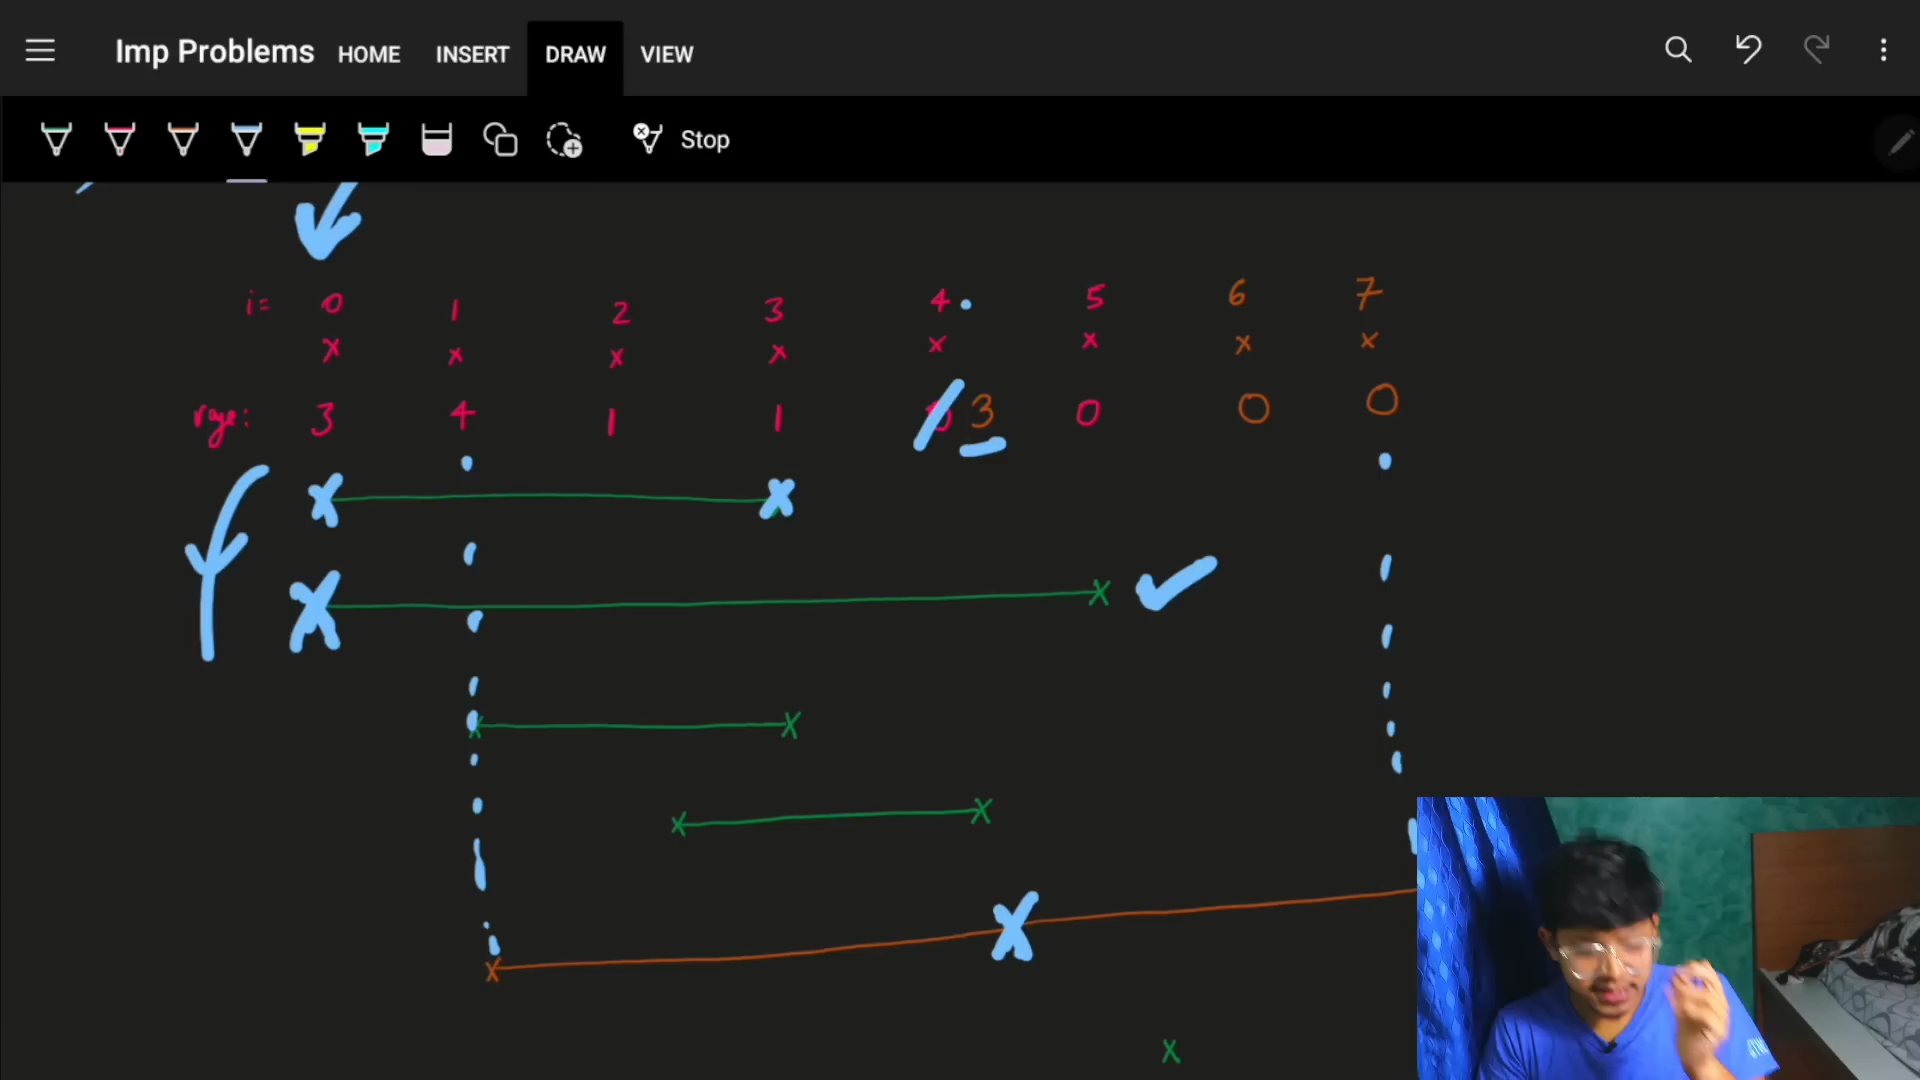 Imp Problems HOME INSERT DRAW VIEW
Stop
i= 0 1 2 3 4 5 6 7
x x x x x x x x
3 4 1 1 0 3 0 0 0